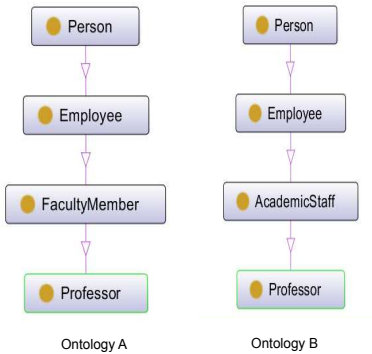 Person
Employee
FacultyMember
Professor
Ontology A
Person
Employee
AcademicStaff
Professor
Ontology B